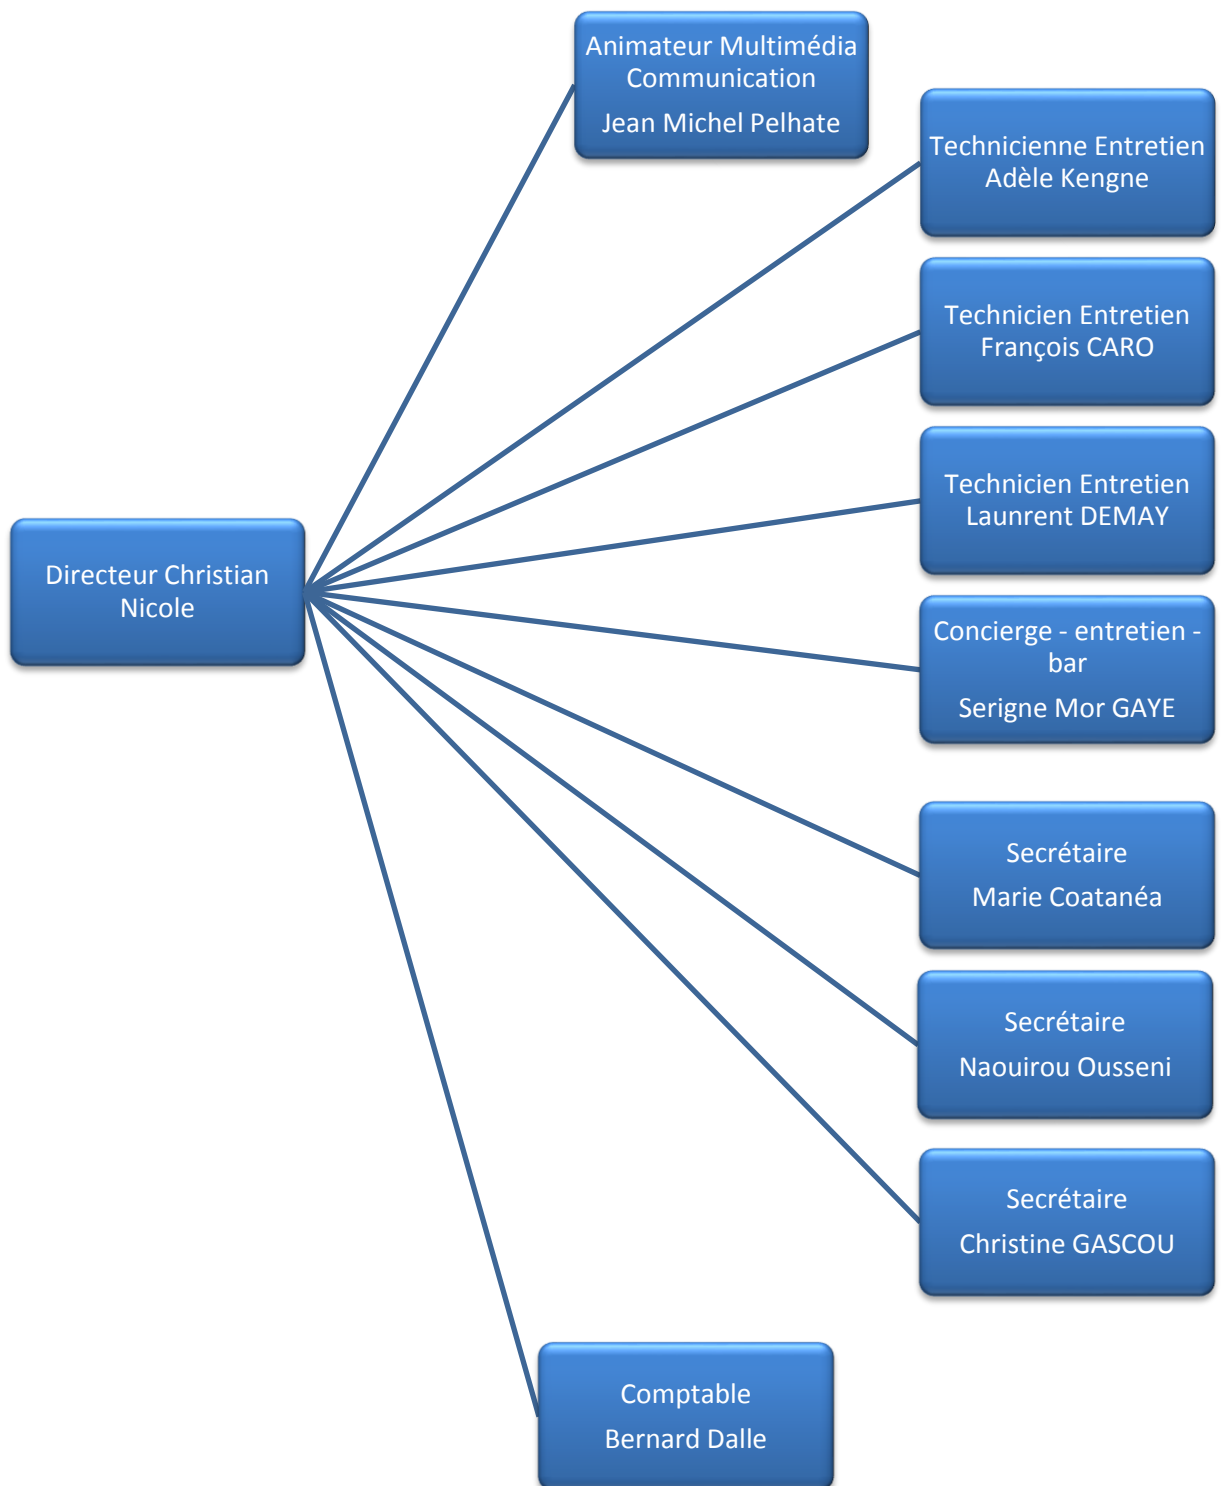 Animateur Multimédia
Communication
Jean Michel Pelhate
Technicienne Entretien
Adèle Kengne
Technicien Entretien
François CARO
Technicien Entretien
Launrent DEMAY
Directeur Christian
Nicole
Concierge - entretien -
bar
Serigne Mor GAYE
Secrétaire
Marie Coatanéa
Secrétaire
Naouirou Ousseni
Secrétaire
Christine GASCOU
Comptable
Bernard Dalle